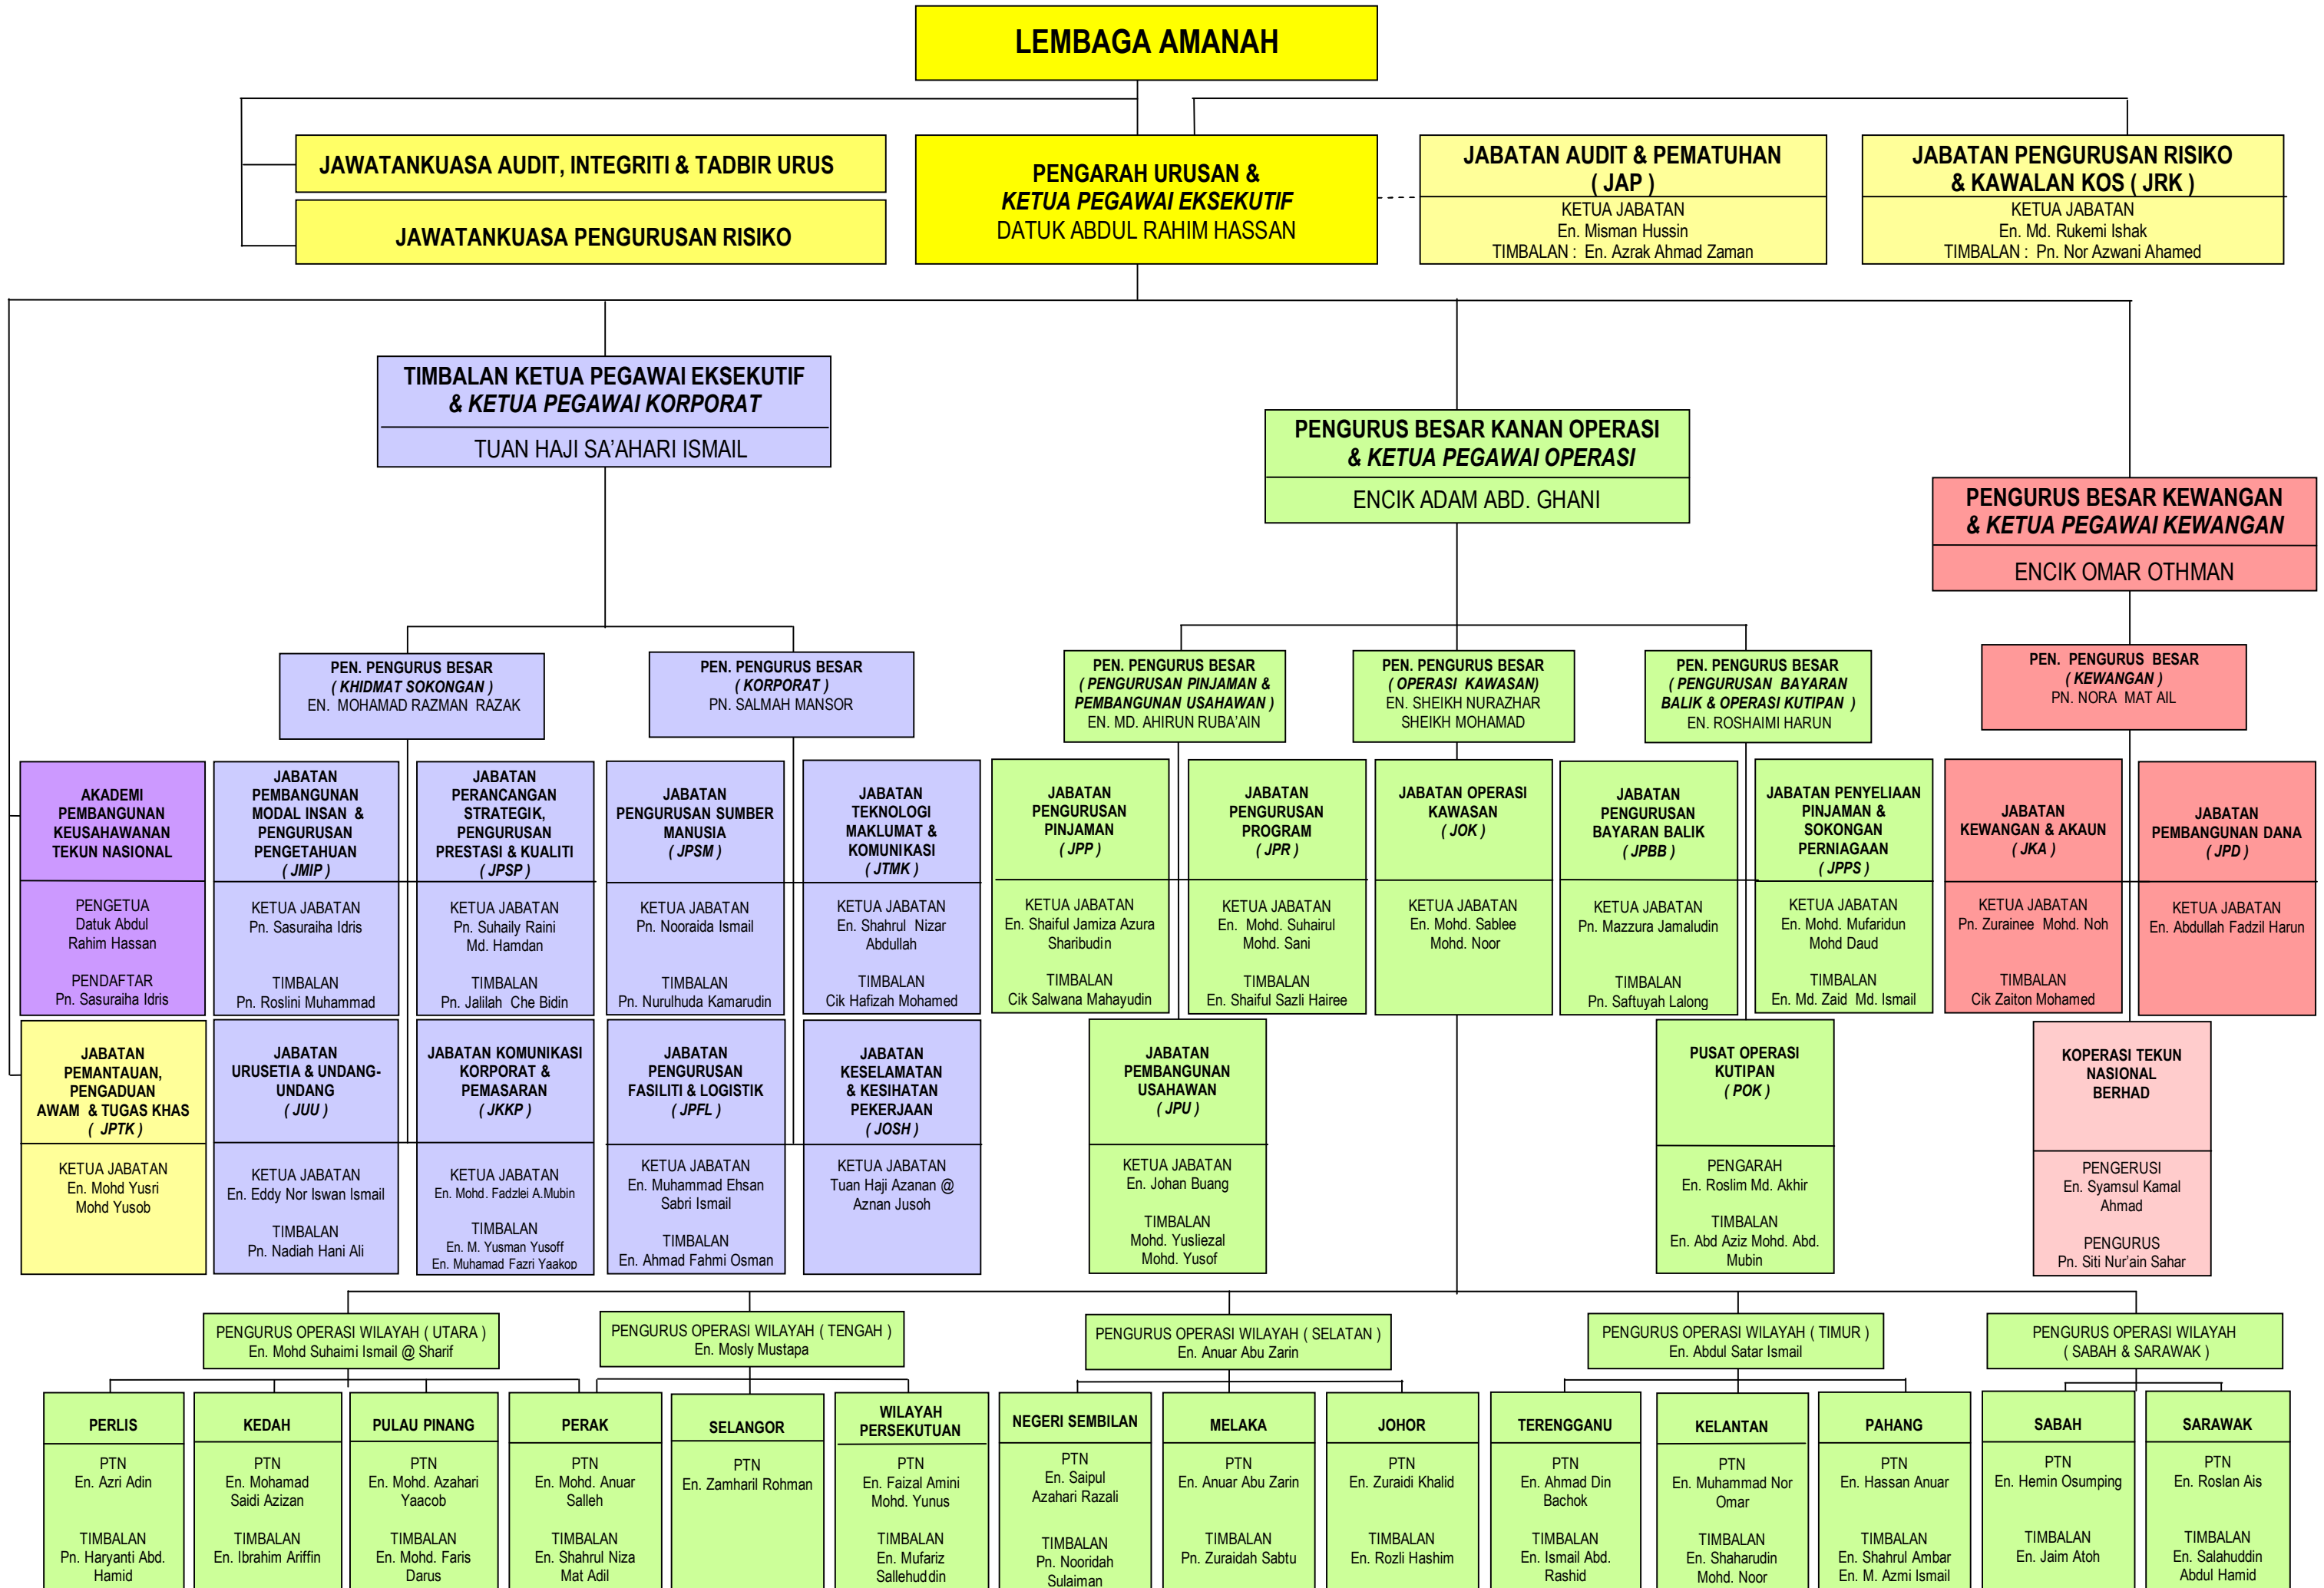 LEMBAGA AMANAH
JAWATANKUASA AUDIT, INTEGRITI & TADBIR URUS
JAWATANKUASA PENGURUSAN RISIKO
PENGARAH URUSAN &
KETUA PEGAWAI EKSEKUTIF
DATUK ABDUL RAHIM HASSAN
JABATAN AUDIT & PEMATUHAN
( JAP )
KETUA JABATAN
En. Misman Hussin
TIMBALAN : En. Azrak Ahmad Zaman
JABATAN PENGURUSAN RISIKO
& KAWALAN KOS ( JRK )
KETUA JABATAN
En. Md. Rukemi Ishak
TIMBALAN : Pn. Nor Azwani Ahamed
TIMBALAN KETUA PEGAWAI EKSEKUTIF
& KETUA PEGAWAI KORPORAT
TUAN HAJI SA'AHARI ISMAIL
PENGURUS BESAR KANAN OPERASI
& KETUA PEGAWAI OPERASI
ENCIK ADAM ABD. GHANI
PENGURUS BESAR KEWANGAN
& KETUA PEGAWAI KEWANGAN
ENCIK OMAR OTHMAN
PEN. PENGURUS BESAR
( KHIDMAT SOKONGAN )
EN. MOHAMAD RAZMAN RAZAK
PEN. PENGURUS BESAR
( KORPORAT )
PN. SALMAH MANSOR
PEN. PENGURUS BESAR
( PENGURUSAN PINJAMAN &
PEMBANGUNAN USAHAWAN )
EN. MD. AHIRUN RUBA'AIN
PEN. PENGURUS BESAR
( OPERASI KAWASAN)
EN. SHEIKH NURAZHAR
SHEIKH MOHAMAD
PEN. PENGURUS BESAR
( PENGURUSAN BAYARAN
BALIK & OPERASI KUTIPAN )
EN. ROSHAIMI HARUN
PEN. PENGURUS BESAR
( KEWANGAN )
PN. NORA MAT AIL
AKADEMI
PEMBANGUNAN
KEUSAHAWANAN
TEKUN NASIONAL
PENGETUA
Datuk Abdul
Rahim Hassan
PENDAFTAR
Pn. Sasuraiha Idris
JABATAN
PEMBANGUNAN
MODAL INSAN &
PENGURUSAN
PENGETAHUAN
( JMIP )
KETUA JABATAN
Pn. Sasuraiha Idris
TIMBALAN
Pn. Roslini Muhammad
JABATAN
PERANCANGAN
STRATEGIK,
PENGURUSAN
PRESTASI & KUALITI
( JPSP )
KETUA JABATAN
Pn. Suhaily Raini
Md. Hamdan
TIMBALAN
Pn. Jalilah Che Bidin
JABATAN
PENGURUSAN SUMBER
MANUSIA
( JPSM )
KETUA JABATAN
Pn. Nooraida Ismail
TIMBALAN
Pn. Nurulhuda Kamarudin
JABATAN
TEKNOLOGI
MAKLUMAT &
KOMUNIKASI
( JTMK )
KETUA JABATAN
En. Shahrul Nizar
Abdullah
TIMBALAN
Cik Hafizah Mohamed
JABATAN
PENGURUSAN
PINJAMAN
( JPP )
KETUA JABATAN
En. Shaiful Jamiza Azura
Sharibudin
TIMBALAN
Cik Salwana Mahayudin
JABATAN
PENGURUSAN
PROGRAM
( JPR )
KETUA JABATAN
En. Mohd. Suhairul
Mohd. Sani
TIMBALAN
En. Shaiful Sazli Hairee
JABATAN OPERASI
KAWASAN
( JOK )
KETUA JABATAN
En. Mohd. Sablee
Mohd. Noor
JABATAN
PENGURUSAN
BAYARAN BALIK
( JPBB )
KETUA JABATAN
Pn. Mazzura Jamaludin
TIMBALAN
Pn. Saftuyah Lalong
JABATAN PENYELIAAN
PINJAMAN &
SOKONGAN
PERNIAGAAN
( JPPS )
KETUA JABATAN
En. Mohd. Mufaridun
Mohd Daud
TIMBALAN
En. Md. Zaid Md. Ismail
JABATAN
KEWANGAN & AKAUN
( JKA )
KETUA JABATAN
Pn. Zurainee Mohd. Noh
TIMBALAN
Cik Zaiton Mohamed
JABATAN
PEMBANGUNAN DANA
( JPD )
KETUA JABATAN
En. Abdullah Fadzil Harun
JABATAN
PEMANTAUAN,
PENGADUAN
AWAM & TUGAS KHAS
( JPTK )
KETUA JABATAN
En. Mohd Yusri
Mohd Yusob
JABATAN
URUSETIA & UNDANG-
UNDANG
( JUU )
KETUA JABATAN
En. Eddy Nor Iswan Ismail
TIMBALAN
Pn. Nadiah Hani Ali
JABATAN KOMUNIKASI
KORPORAT &
PEMASARAN
( JKKP )
KETUA JABATAN
En. Mohd. Fadzlei A.Mubin
TIMBALAN
En. M. Yusman Yusoff
En. Muhamad Fazri Yaakop
JABATAN
PENGURUSAN
FASILITI & LOGISTIK
( JPFL )
KETUA JABATAN
En. Muhammad Ehsan
Sabri Ismail
TIMBALAN
En. Ahmad Fahmi Osman
JABATAN
KESELAMATAN
& KESIHATAN
PEKERJAAN
( JOSH )
KETUA JABATAN
Tuan Haji Azanan @
Aznan Jusoh
JABATAN
PEMBANGUNAN
USAHAWAN
( JPU )
KETUA JABATAN
En. Johan Buang
TIMBALAN
Mohd. Yusliezal
Mohd. Yusof
PUSAT OPERASI
KUTIPAN
( POK )
PENGARAH
En. Roslim Md. Akhir
TIMBALAN
En. Abd Aziz Mohd. Abd.
Mubin
KOPERASI TEKUN
NASIONAL
BERHAD
PENGERUSI
En. Syamsul Kamal
Ahmad
PENGURUS
Pn. Siti Nur'ain Sahar
PENGURUS OPERASI WILAYAH ( UTARA )
En. Mohd Suhaimi Ismail @ Sharif
PENGURUS OPERASI WILAYAH ( TENGAH )
En. Mosly Mustapa
PENGURUS OPERASI WILAYAH ( SELATAN )
En. Anuar Abu Zarin
PENGURUS OPERASI WILAYAH ( TIMUR )
En. Abdul Satar Ismail
PENGURUS OPERASI WILAYAH
( SABAH & SARAWAK )
PERLIS
PTN
En. Azri Adin
TIMBALAN
Pn. Haryanti Abd.
Hamid
KEDAH
PTN
En. Mohamad
Saidi Azizan
TIMBALAN
En. Ibrahim Ariffin
PULAU PINANG
PTN
En. Mohd. Azahari
Yaacob
TIMBALAN
En. Mohd. Faris
Darus
PERAK
PTN
En. Mohd. Anuar
Salleh
TIMBALAN
En. Shahrul Niza
Mat Adil
SELANGOR
PTN
En. Zamharil Rohman
WILAYAH
PERSEKUTUAN
PTN
En. Faizal Amini
Mohd. Yunus
TIMBALAN
En. Mufariz
Sallehuddin
NEGERI SEMBILAN
PTN
En. Saipul
Azahari Razali
TIMBALAN
Pn. Nooridah
Sulaiman
MELAKA
PTN
En. Anuar Abu Zarin
TIMBALAN
Pn. Zuraidah Sabtu
JOHOR
PTN
En. Zuraidi Khalid
TIMBALAN
En. Rozli Hashim
TERENGGANU
PTN
En. Ahmad Din
Bachok
TIMBALAN
En. Ismail Abd.
Rashid
KELANTAN
PTN
En. Muhammad Nor
Omar
TIMBALAN
En. Shaharudin
Mohd. Noor
PAHANG
PTN
En. Hassan Anuar
TIMBALAN
En. Shahrul Ambar
En. M. Azmi Ismail
SABAH
PTN
En. Hemin Osumping
TIMBALAN
En. Jaim Atoh
SARAWAK
PTN
En. Roslan Ais
TIMBALAN
En. Salahuddin
Abdul Hamid